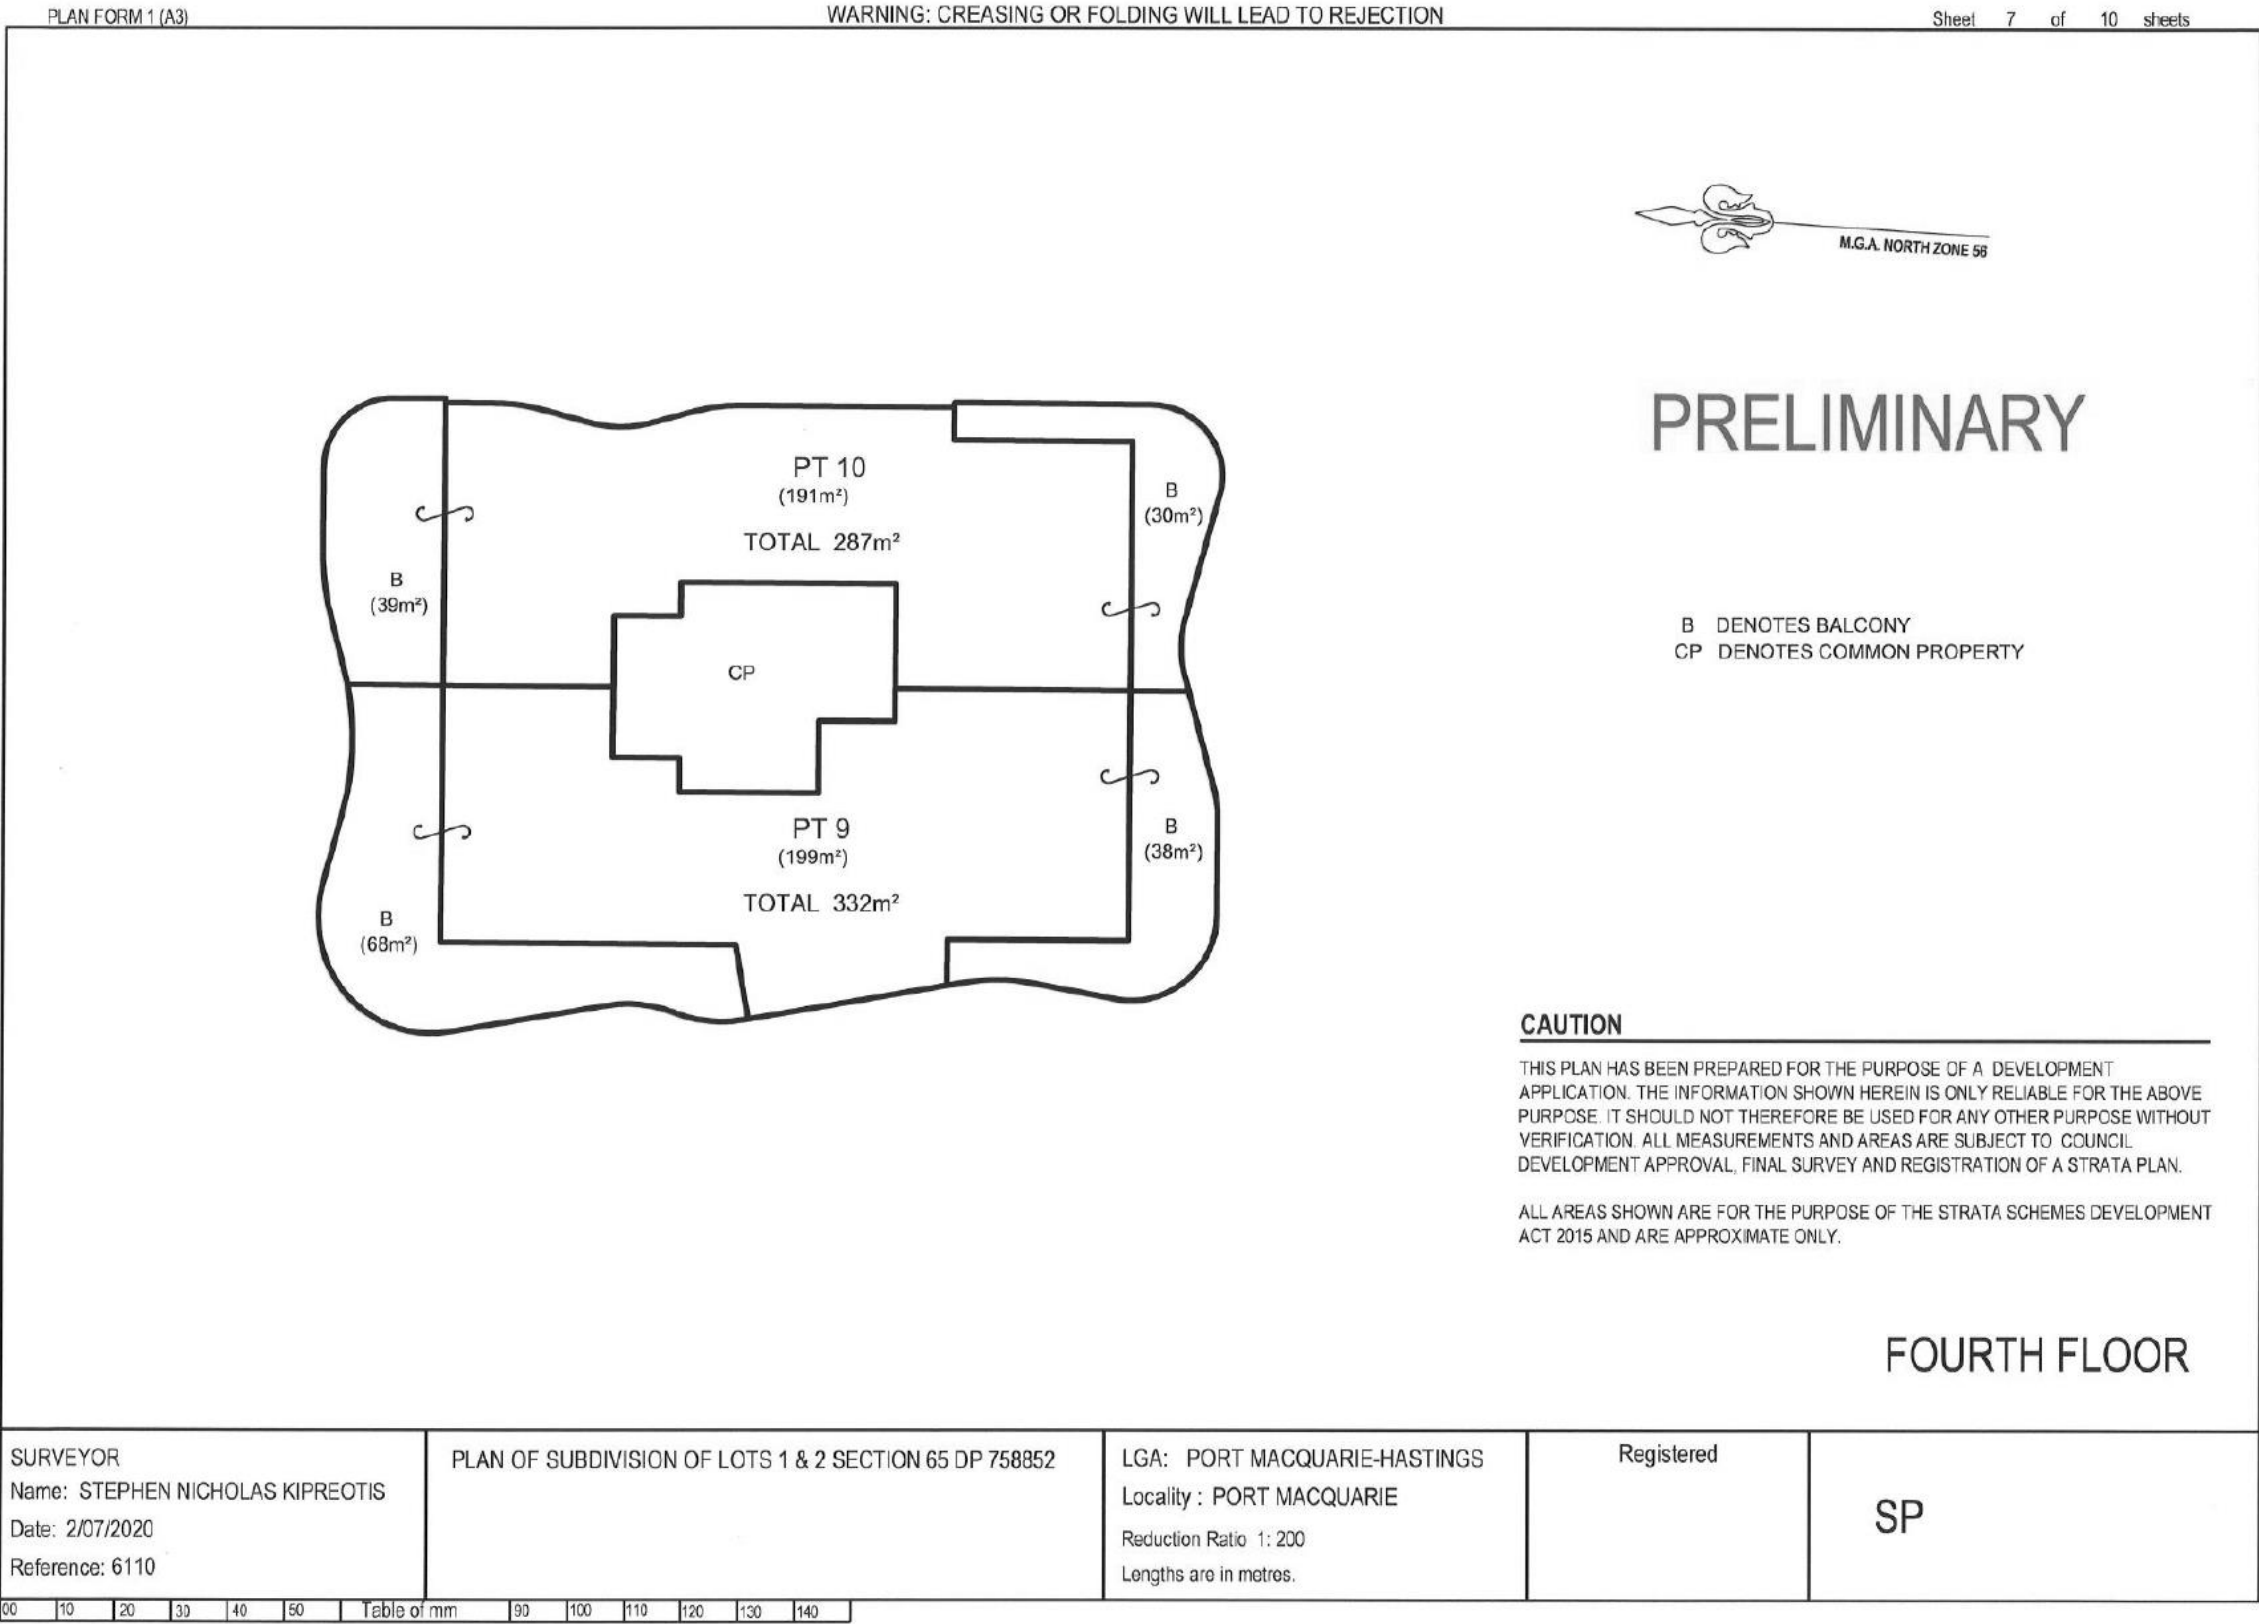 PLAN FORM 1 (A3)
WARNING: CREASING OR FOLDING WILL LEAD TO REJECTION
Sheet 7 of 10 sheets
M.G.A. NORTH ZONE 56
PRELIMINARY
PT 10
(191m²)
TOTAL 287m²
B
(30m²)
B
(39m²)
B DENOTES BALCONY
CP DENOTES COMMON PROPERTY
CP
PT 9
(199m²)
TOTAL 332m²
B
(38m²)
B
(68m²)
CAUTION
THIS PLAN HAS BEEN PREPARED FOR THE PURPOSE OF A DEVELOPMENT
APPLICATION. THE INFORMATION SHOWN HEREIN IS ONLY RELIABLE FOR THE ABOVE
PURPOSE. IT SHOULD NOT THEREFORE BE USED FOR ANY OTHER PURPOSE WITHOUT
VERIFICATION. ALL MEASUREMENTS AND AREAS ARE SUBJECT TO COUNCIL
DEVELOPMENT APPROVAL, FINAL SURVEY AND REGISTRATION OF A STRATA PLAN.
ALL AREAS SHOWN ARE FOR THE PURPOSE OF THE STRATA SCHEMES DEVELOPMENT
ACT 2015 AND ARE APPROXIMATE ONLY.
FOURTH FLOOR
SURVEYOR
Name: STEPHEN NICHOLAS KIPREOTIS
Date: 2/07/2020
Reference: 6110
PLAN OF SUBDIVISION OF LOTS 1 & 2 SECTION 65 DP 758852
LGA: PORT MACQUARIE-HASTINGS
Locality : PORT MACQUARIE
Reduction Ratio 1: 200
Lengths are in metres.
Registered
SP
00 10 20 30 40 50 Table of mm 90 100 110 120 130 140